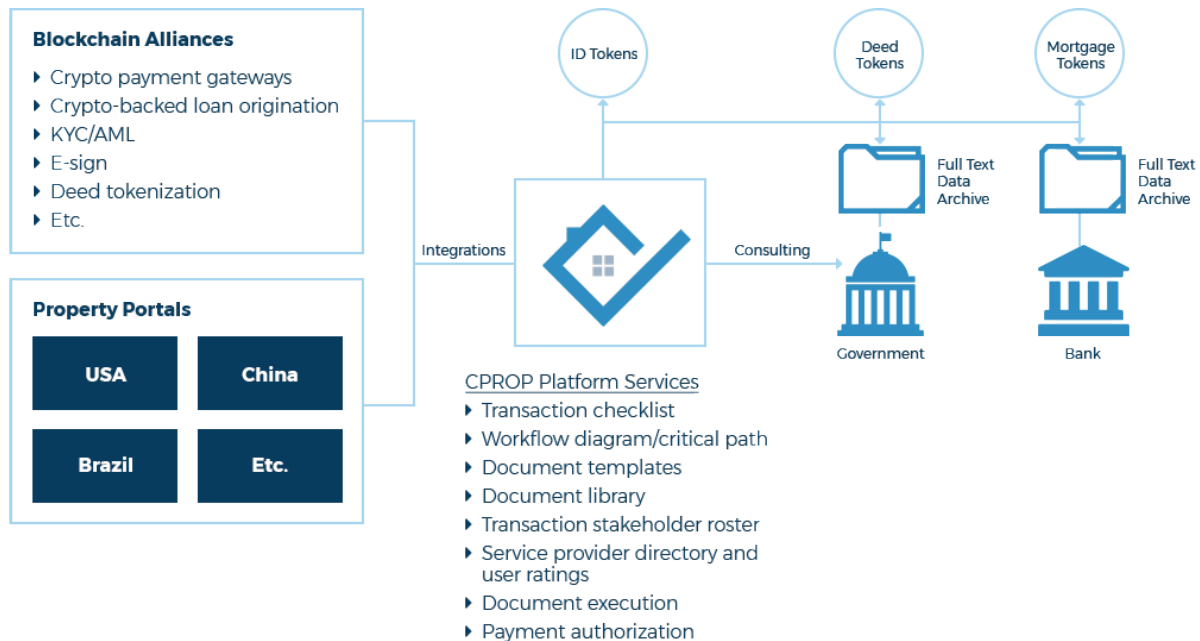 Blockchain Alliances
Crypto payment gateways
Crypto-backed loan origination
KYC/AML
E-sign
Deed tokenization
Etc.
Property Portals
USA
China
Brazil
Etc.
Integrations
CPROP Platform Services
Transaction checklist
Workflow diagram/critical path
Document templates
Document library
Transaction stakeholder roster
Service provider directory and
user ratings
Document execution
Payment authorization
Consulting
ID Tokens
Deed
Tokens
Mortgage
Tokens
Full Text
Data
Archive
Full Text
Data
Archive
Government
Bank